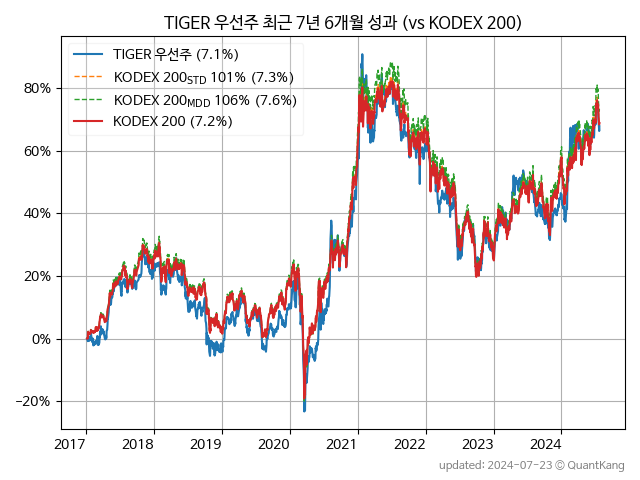 TIGER 우선주 최근 7년 6개월 성과 (vs KODEX 200)
TIGER 우선주 (7.1%)
KODEX 200STD 101% (7.3%)
KODEX 200MDD 106% (7.6%)
KODEX 200 (7.2%)
80%
60%
40%
20%
0%
−20%
2017 2018 2019 2020 2021 2022 2023 2024
updated: 2024-07-23 © QuantKang